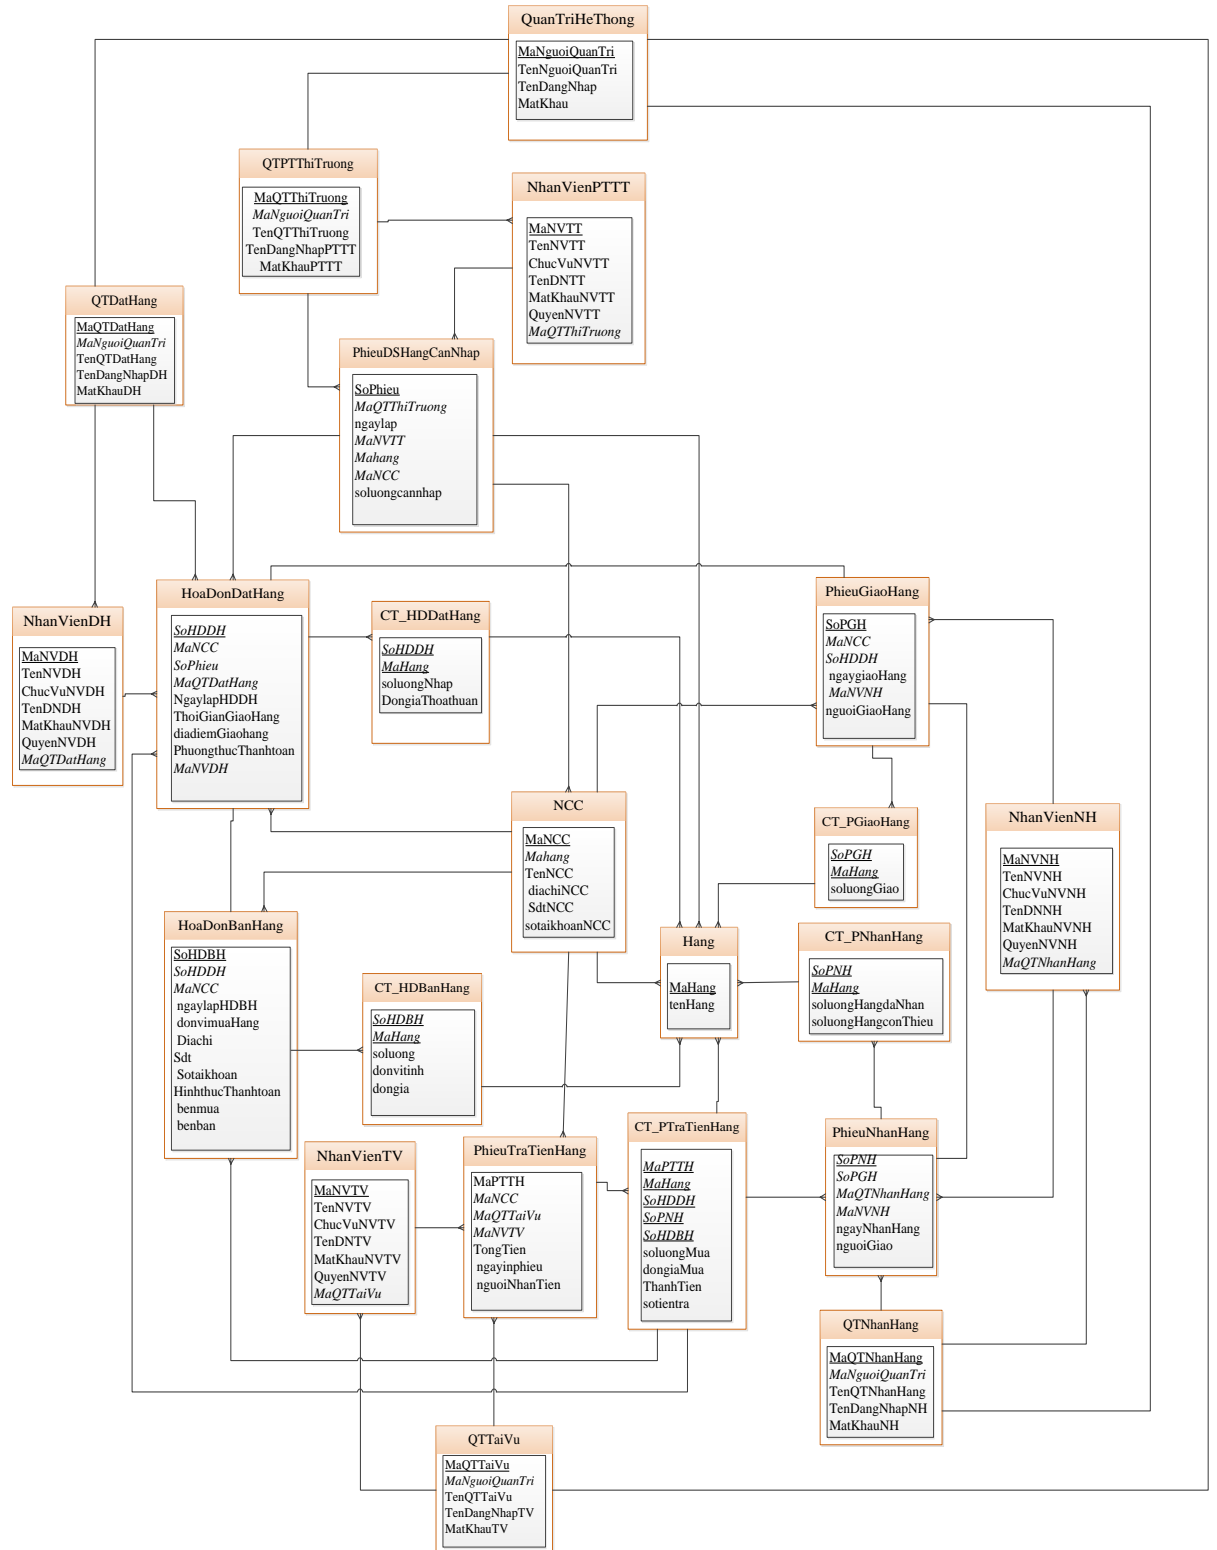 QuanTriHeThong
MaNguoiQuanTri
TenNguoiQuanTri
TenDangNhap
MatKhau
QTPTThiTruong
MaQTThiTruong
MaNguoiQuanTri
TenQTThiTruong
TenDangNhapPTTT
MatKhauPTTT
NhanVienPTTT
MaNVTT
TenNVTT
ChucVuNVTT
TenDNTT
MatKhauNVTT
QuyenNVTT
MaQTThiTruong
QTDatHang
MaQTDatHang
MaNguoiQuanTri
TenQTDatHang
TenDangNhapDH
MatKhauDH
PhieuDSHangCanNhap
SoPhieu
MaQTThiTruong
ngaylap
MaNVTT
Mahang
MaNCC
soluongcannhap
HoaDonDatHang
SoHDDH
MaNCC
SoPhieu
MaQTDatHang
NgaylapHDDH
ThoiGianGiaoHang
diadiemGiaohang
PhuongthucThanhtoan
MaNVDH
NhanVienDH
MaNVDH
TenNVDH
ChucVuNVDH
TenDNDH
MatKhauNVDH
QuyenNVDH
MaQTDatHang
CT_HDDatHang
SoHDDH
MaHang
soluongNhap
DongiaThoathuan
PhieuGiaoHang
SoPGH
MaNCC
SoHDDH
ngaygiaoHang
MaNVNH
nguoiGiaoHang
NCC
MaNCC
Mahang
TenNCC
diachiNCC
SdtNCC
sotaikhoanNCC
CT_PGiaoHang
SoPGH
MaHang
soluongGiao
NhanVienNH
MaNVNH
TenNVNH
ChucVuNVNH
TenDNNH
MatKhauNVNH
QuyenNVNH
MaQTNhanHang
HoaDonBanHang
SoHDBH
SoHDDH
MaNCC
ngaylapHDBH
donvimuaHang
Diachi
Sdt
Sotaikhoan
HinhthucThanhtoan
benmua
benban
CT_HDBanHang
SoHDBH
MaHang
soluong
donvitinh
dongia
Hang
MaHang
tenHang
CT_PNhanHang
SoPNH
MaHang
soluongHangdaNhan
soluongHangconThieu
NhanVienTV
MaNVTV
TenNVTV
ChucVuNVTV
TenDNTV
MatKhauNVTV
QuyenNVTV
MaQTTaiVu
PhieuTraTienHang
MaPTTH
MaNCC
MaQTTaiVu
MaNVTV
TongTien
ngayinphieu
nguoiNhanTien
CT_PTraTienHang
MaPTTH
MaHang
SoHDDH
SoPNH
SoHDBH
soluongMua
dongiaMua
ThanhTien
sotientra
PhieuNhanHang
SoPNH
SoPGH
MaQTNhanHang
MaNVNH
ngayNhanHang
nguoiGiao
QTNhanHang
MaQTNhanHang
MaNguoiQuanTri
TenQTNhanHang
TenDangNhapNH
MatKhauNH
QTTaiVu
MaQTTaiVu
MaNguoiQuanTri
TenQTTaiVu
TenDangNhapTV
MatKhauTV